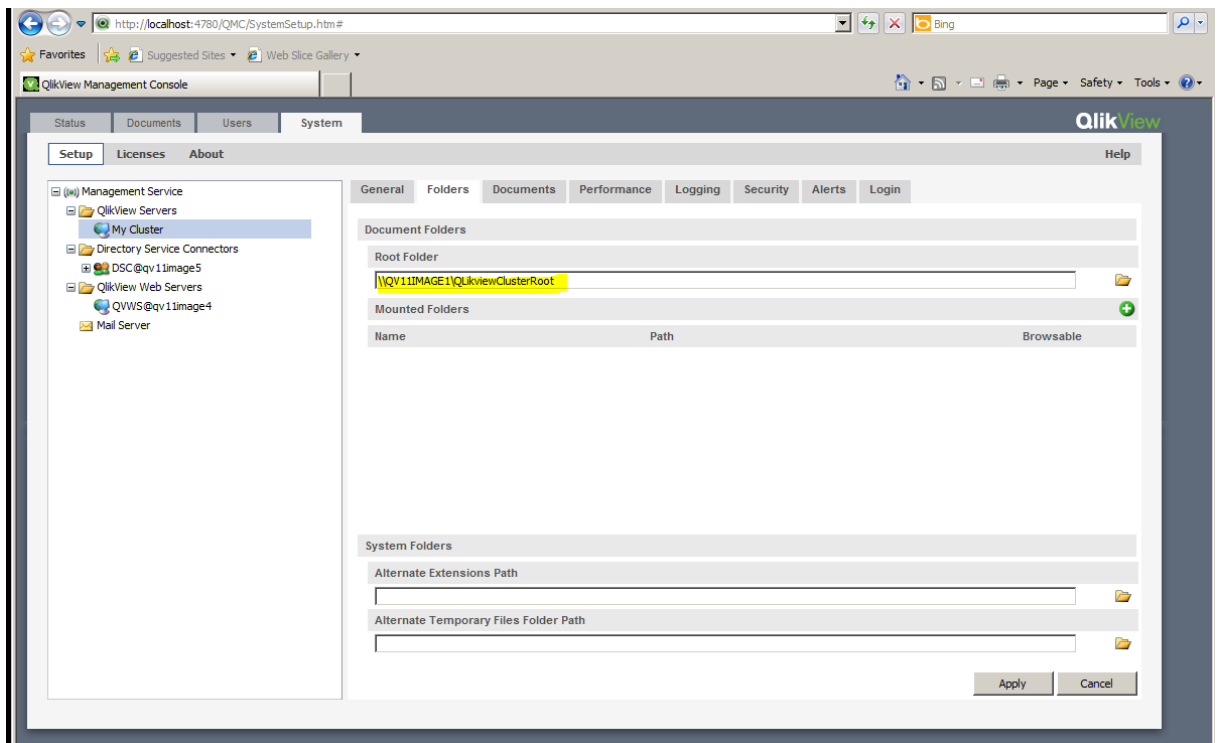 http://localhost:4780/QMC/SystemSetup.htm#
Bing
Favorites Suggested Sites Web Slice Gallery
QlikView Management Console
Page Safety Tools
Status Documents Users System
QlikView
Setup Licenses About Help
Management Service
QlikView Servers
My Cluster
Directory Service Connectors
DSC@qv11image5
QlikView Web Servers
QVWS@qv11image4
Mail Server
General Folders Documents Performance Logging Security Alerts Login
Document Folders
Root Folder
\\QV11IMAGE1\QLikviewClusterRoot
Mounted Folders
Name Path Browsable
System Folders
Alternate Extensions Path
Alternate Temporary Files Folder Path
Apply Cancel